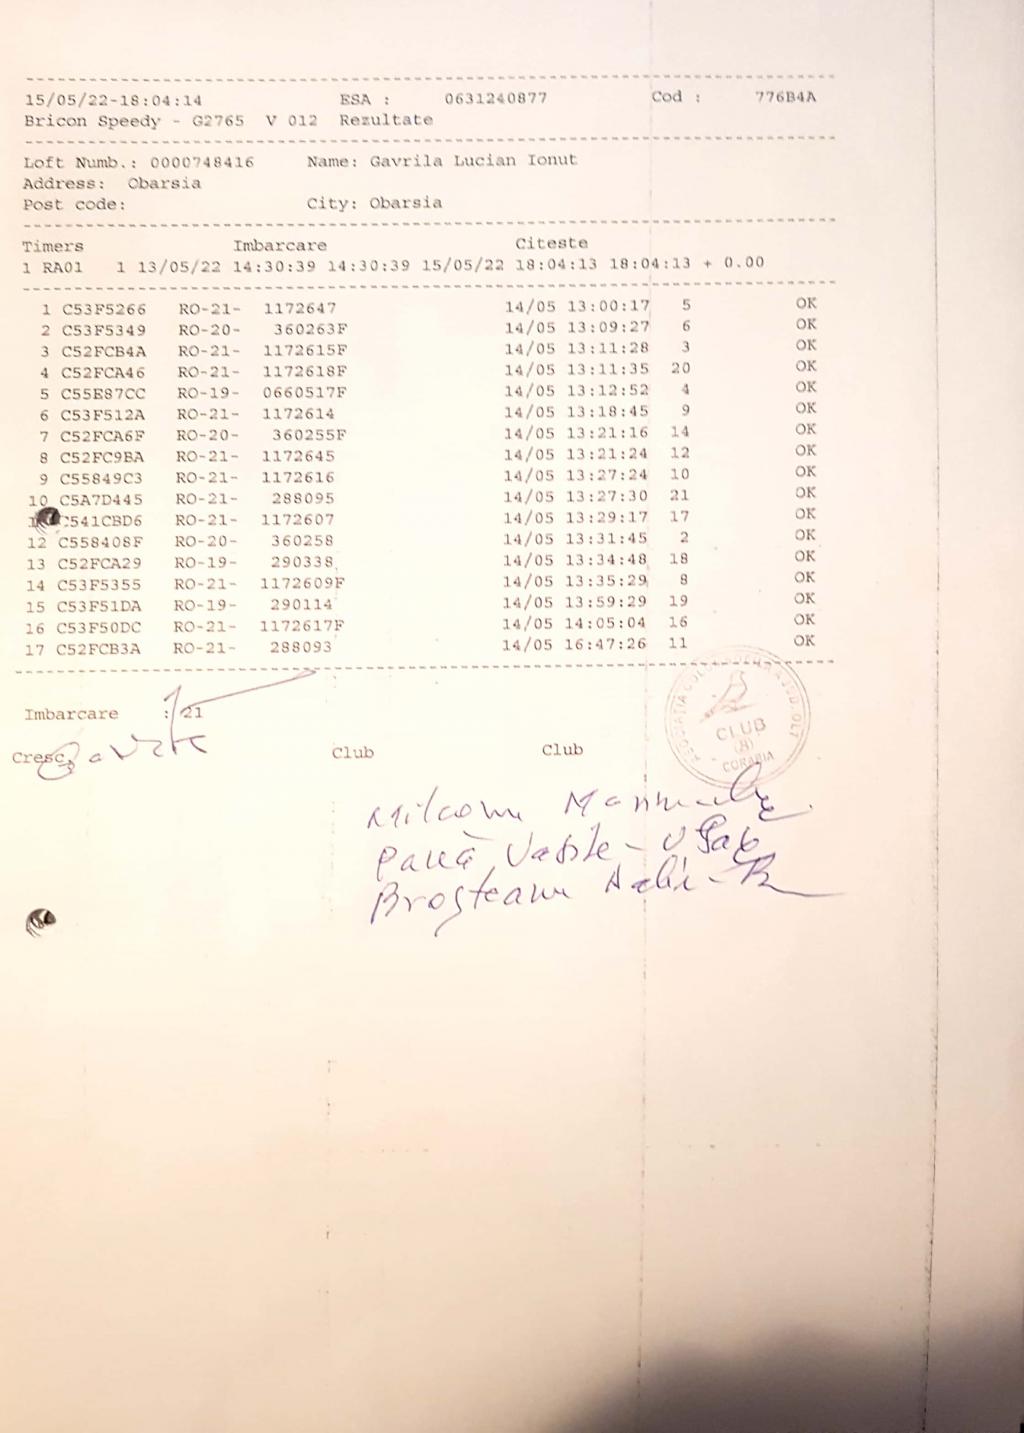 15/05/22-18:04:14 ESA : 0631240877 Cod : 776B4A
Bricon Speedy - G2765 V 012 Rezultate
Loft Numb.: 0000748416 Name: Gavrila Lucian Ionut
Address: Obarsia
Post code: City: Obarsia
Timers Imbarcare Citeste
1 RA01 1 13/05/22 14:30:39 14:30:39 15/05/22 18:04:13 18:04:13 + 0.00
1 C53F5266 RO-21- 1172647 14/05 13:00:17 5 OK
2 C53F5349 RO-20- 360263F 14/05 13:09:27 6 OK
3 C52FCB4A RO-21- 1172615F 14/05 13:11:28 3 OK
4 C52FCA46 RO-21- 1172618F 14/05 13:11:35 20 OK
5 C55E87CC RO-19- 0660517F 14/05 13:12:52 4 OK
6 C53F512A RO-21- 1172614 14/05 13:18:45 9 OK
7 C52FCA6F RO-20- 360255F 14/05 13:21:16 14 OK
8 C52FC9BA RO-21- 1172645 14/05 13:21:24 12 OK
9 C55849C3 RO-21- 1172616 14/05 13:27:24 10 OK
10 C5A7D445 RO-21- 288095 14/05 13:27:30 21 OK
C541CBD6 RO-21- 1172607 14/05 13:29:17 17 OK
12 C558408F RO-20- 360258 14/05 13:31:45 2 OK
13 C52FCA29 RO-19- 290338 14/05 13:34:48 18 OK
14 C53F5355 RO-21- 1172609F 14/05 13:35:29 8 OK
15 C53F51DA RO-19- 290114 14/05 13:59:29 19 OK
16 C53F50DC RO-21- 1172617F 14/05 14:05:04 16 OK
17 C52FCB3A RO-21- 288093 14/05 16:47:26 11 OK
Imbarcare : 21
CLUB
(8)
CORABIA
Cresc. Club Club
Vasile
Broșteanu